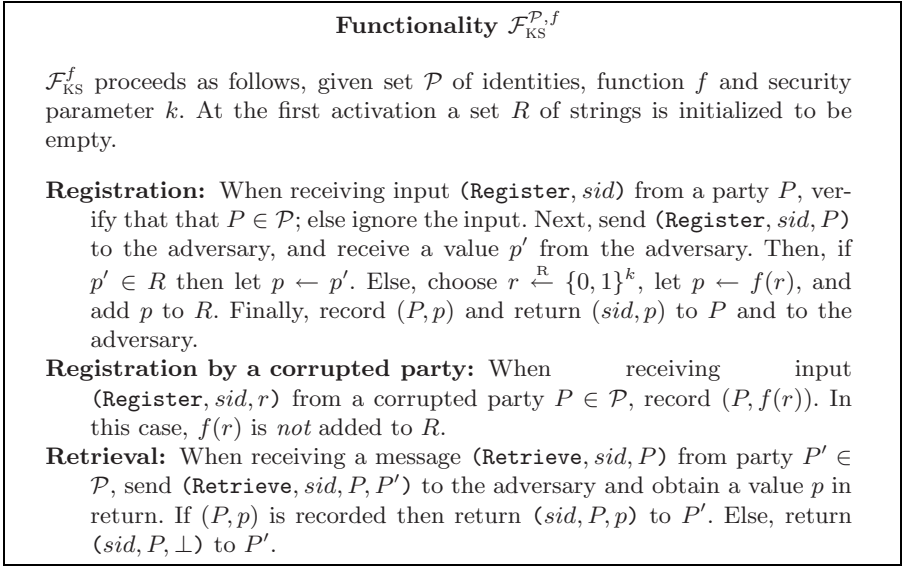 Functionality $\mathcal{F}_{\mathrm{KS}}^{\mathcal{P},f}$
$\mathcal{F}_{\mathrm{KS}}^{f}$ proceeds as follows, given set $\mathcal{P}$ of identities, function $f$ and security
parameter $k$. At the first activation a set $R$ of strings is initialized to be
empty.
Registration: When receiving input (Register, $sid$) from a party $P$, ver-
ify that that $P \in \mathcal{P}$; else ignore the input. Next, send (Register, $sid, P$)
to the adversary, and receive a value $p'$ from the adversary. Then, if
$p' \in R$ then let $p \leftarrow p'$. Else, choose $r \stackrel{\mathrm{R}}{\leftarrow} \{0,1\}^k$, let $p \leftarrow f(r)$, and
add $p$ to $R$. Finally, record $(P, p)$ and return $(sid, p)$ to $P$ and to the
adversary.
Registration by a corrupted party: When receiving input
(Register, $sid, r$) from a corrupted party $P \in \mathcal{P}$, record $(P, f(r))$. In
this case, $f(r)$ is not added to $R$.
Retrieval: When receiving a message (Retrieve, $sid, P$) from party $P' \in$
$\mathcal{P}$, send (Retrieve, $sid, P, P'$) to the adversary and obtain a value $p$ in
return. If $(P, p)$ is recorded then return $(sid, P, p)$ to $P'$. Else, return
$(sid, P, \bot)$ to $P'$.